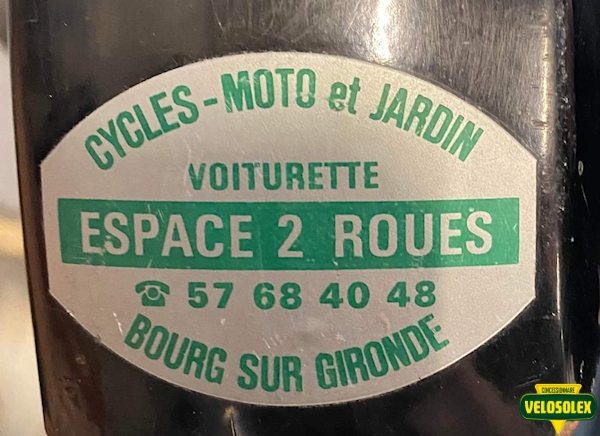 CYCLES - MOTO et JARDIN
VOITURETTE
ESPACE 2 ROUES
☎ 57 68 40 48
BOURG SUR GIRONDE
CONCESSIONNAIRE
VELOSOLEX